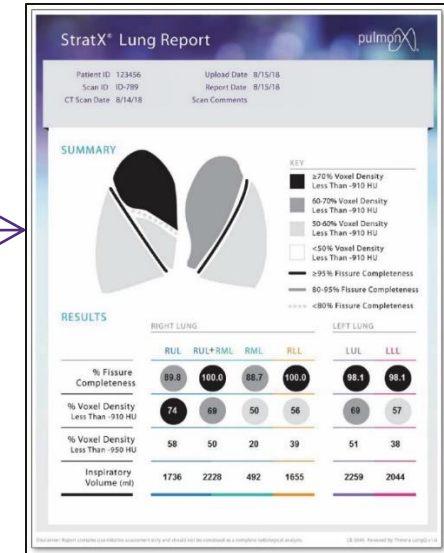 StratX® Lung Report
pulmonX
Patient ID 123456
Upload Date 8/15/18
Scan ID ID-789
Report Date 8/15/18
CT Scan Date 8/14/18
Scan Comments
SUMMARY
KEY
≥70% Voxel Density
Less Than -910 HU
60-70% Voxel Density
Less Than -910 HU
50-60% Voxel Density
Less Than -910 HU
<50% Voxel Density
Less Than -910 HU
≥95% Fissure Completeness
80-95% Fissure Completeness
<80% Fissure Completeness
RESULTS
RIGHT LUNG LEFT LUNG
RUL RUL+RML RML RLL LUL LLL
% Fissure
Completeness
89.8 100.0 88.7 100.0 98.1 98.1
% Voxel Density
Less Than -910 HU
74 69 50 56 69 57
% Voxel Density
Less Than -950 HU
58 50 20 39 51 38
Inspiratory
Volume (ml)
1736 2228 492 1655 2259 2044